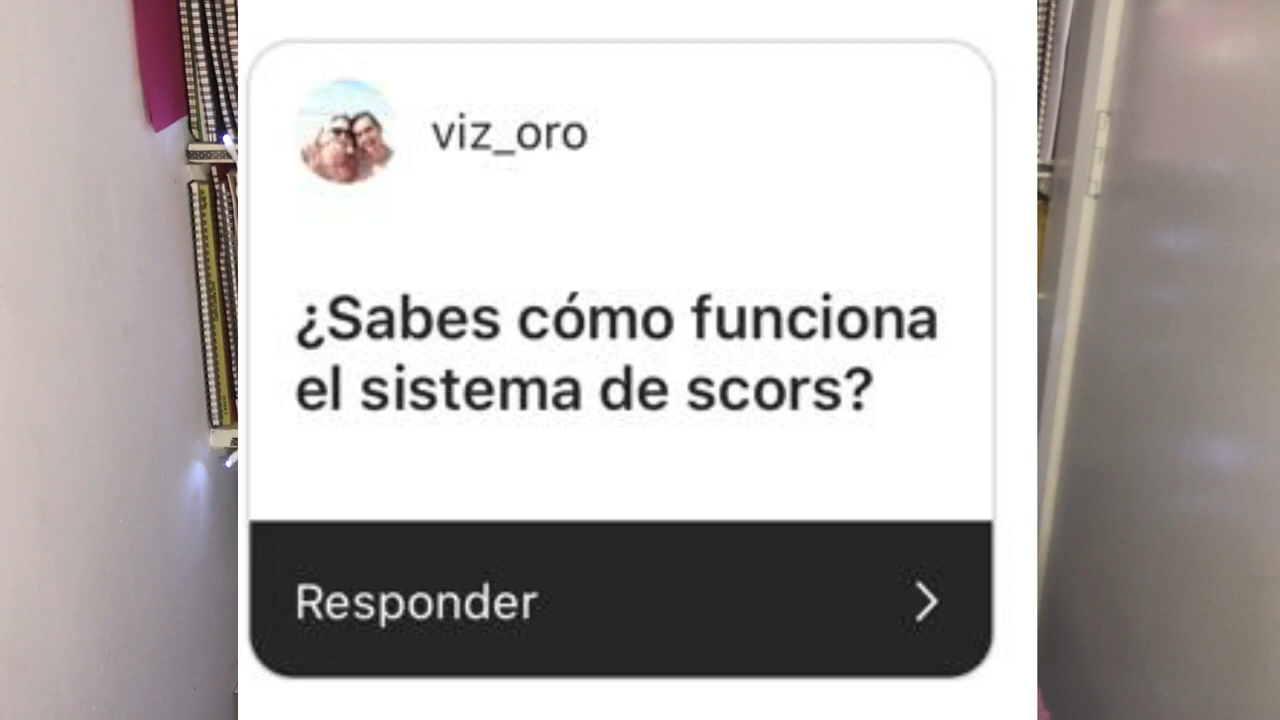 viz_oro
¿Sabes cómo funciona
el sistema de scors?
Responder